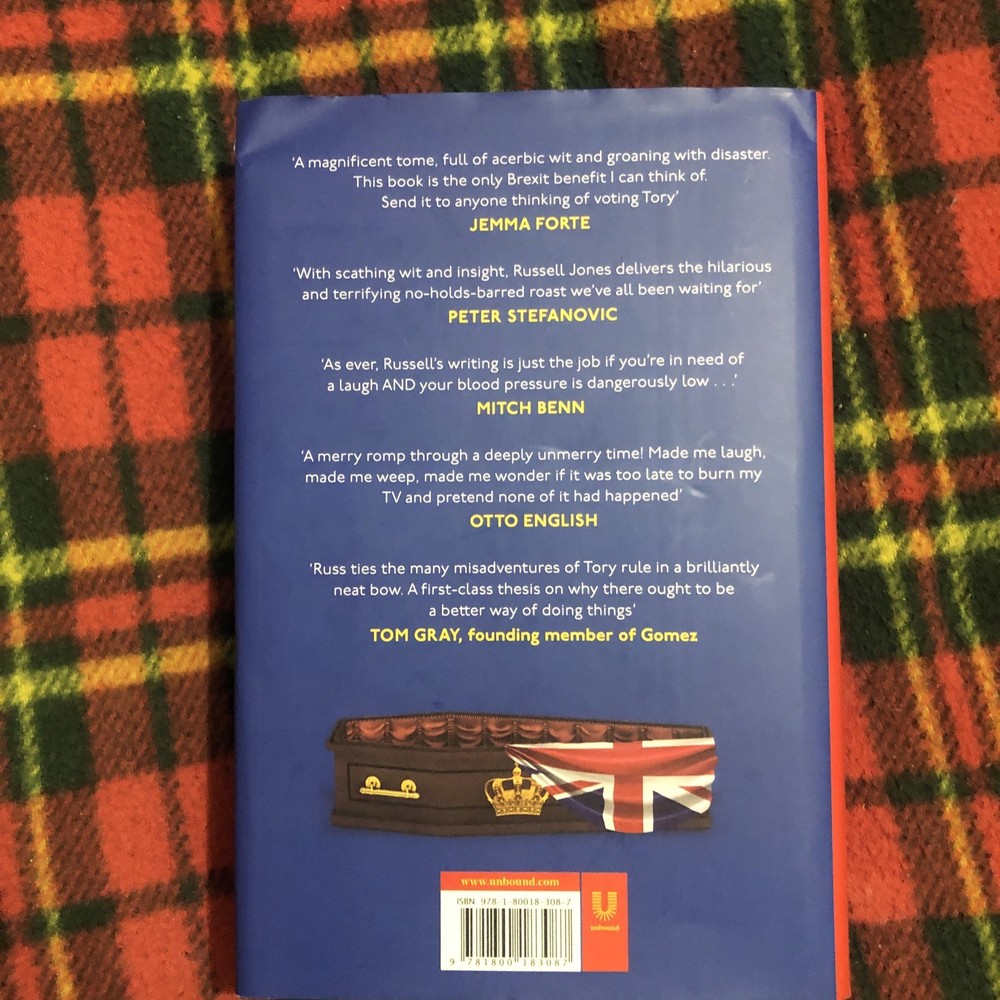 ‘A magnificent tome, full of acerbic wit and groaning with disaster.
This book is the only Brexit benefit I can think of.
Send it to anyone thinking of voting Tory’
JEMMA FORTE
‘With scathing wit and insight, Russell Jones delivers the hilarious
and terrifying no-holds-barred roast we’ve all been waiting for’
PETER STEFANOVIC
‘As ever, Russell’s writing is just the job if you’re in need of
a laugh AND your blood pressure is dangerously low . . .’
MITCH BENN
‘A merry romp through a deeply unmerry time! Made me laugh,
made me weep, made me wonder if it was too late to burn my
TV and pretend none of it had happened’
OTTO ENGLISH
‘Russ ties the many misadventures of Tory rule in a brilliantly
neat bow. A first-class thesis on why there ought to be
a better way of doing things’
TOM GRAY, founding member of Gomez
www.unbound.com
ISBN 978-1-80018-308-7
9 781800 183087
unbound